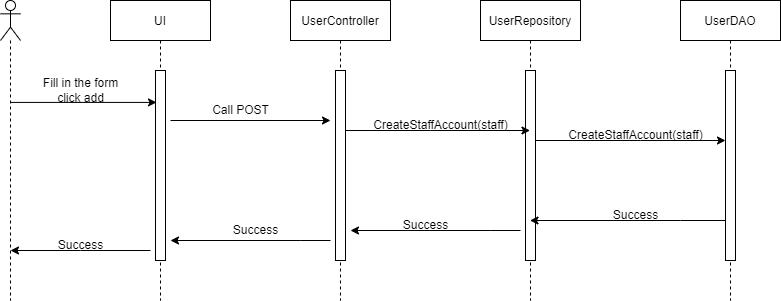 UI
UserController
UserRepository
UserDAO
Fill in the form
click add
Call POST
CreateStaffAccount(staff)
CreateStaffAccount(staff)
Success
Success
Success
Success